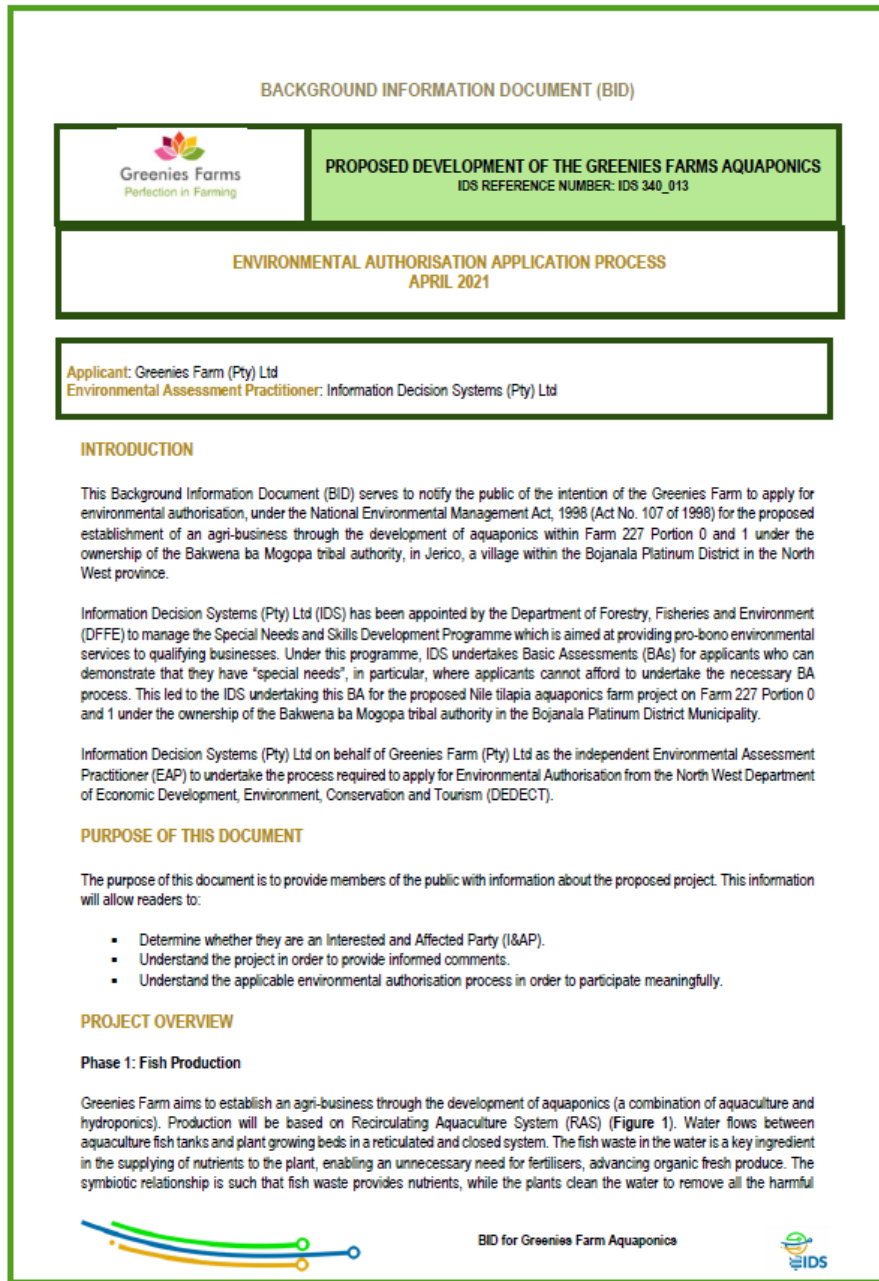 BACKGROUND INFORMATION DOCUMENT (BID)
Greenies Farms
Perfection in Farming
PROPOSED DEVELOPMENT OF THE GREENIES FARMS AQUAPONICS
IDS REFERENCE NUMBER: IDS 340_013
ENVIRONMENTAL AUTHORISATION APPLICATION PROCESS
APRIL 2021
Applicant: Greenies Farm (Pty) Ltd
Environmental Assessment Practitioner: Information Decision Systems (Pty) Ltd
INTRODUCTION
This Background Information Document (BID) serves to notify the public of the intention of the Greenies Farm to apply for
environmental authorisation, under the National Environmental Management Act, 1998 (Act No. 107 of 1998) for the proposed
establishment of an agri-business through the development of aquaponics within Farm 227 Portion 0 and 1 under the
ownership of the Bakwena ba Mogopa tribal authority, in Jerico, a village within the Bojanala Platinum District in the North
West province.
Information Decision Systems (Pty) Ltd (IDS) has been appointed by the Department of Forestry, Fisheries and Environment
(DFFE) to manage the Special Needs and Skills Development Programme which is aimed at providing pro-bono environmental
services to qualifying businesses. Under this programme, IDS undertakes Basic Assessments (BAs) for applicants who can
demonstrate that they have “special needs”, in particular, where applicants cannot afford to undertake the necessary BA
process. This led to the IDS undertaking this BA for the proposed Nile tilapia aquaponics farm project on Farm 227 Portion 0
and 1 under the ownership of the Bakwena ba Mogopa tribal authority in the Bojanala Platinum District Municipality.
Information Decision Systems (Pty) Ltd on behalf of Greenies Farm (Pty) Ltd as the independent Environmental Assessment
Practitioner (EAP) to undertake the process required to apply for Environmental Authorisation from the North West Department
of Economic Development, Environment, Conservation and Tourism (DEDECT).
PURPOSE OF THIS DOCUMENT
The purpose of this document is to provide members of the public with information about the proposed project. This information
will allow readers to:
▪ Determine whether they are an Interested and Affected Party (I&AP).
▪ Understand the project in order to provide informed comments.
▪ Understand the applicable environmental authorisation process in order to participate meaningfully.
PROJECT OVERVIEW
Phase 1: Fish Production
Greenies Farm aims to establish an agri-business through the development of aquaponics (a combination of aquaculture and
hydroponics). Production will be based on Recirculating Aquaculture System (RAS) (Figure 1). Water flows between
aquaculture fish tanks and plant growing beds in a reticulated and closed system. The fish waste in the water is a key ingredient
in the supplying of nutrients to the plant, enabling an unnecessary need for fertilisers, advancing organic fresh produce. The
symbiotic relationship is such that fish waste provides nutrients, while the plants clean the water to remove all the harmful
BID for Greenies Farm Aquaponics
IDS